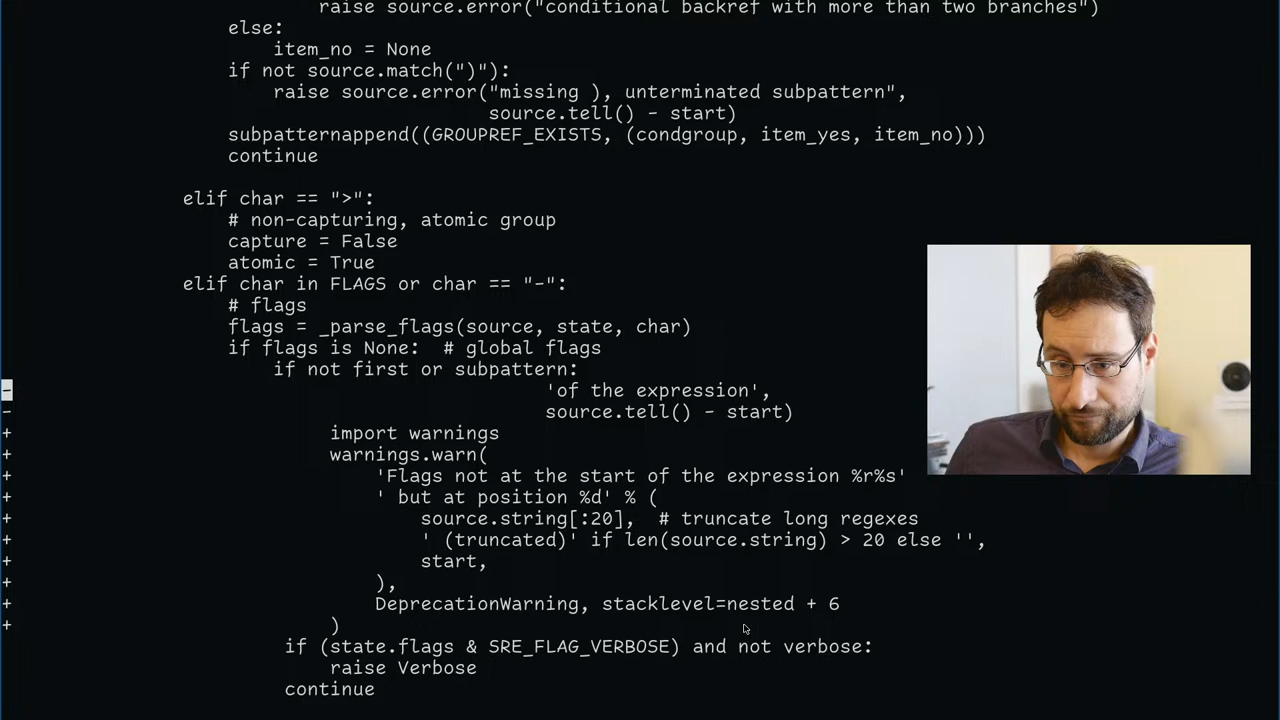 raise source.error("conditional backref with more than two branches")
else:
item_no = None
if not source.match(")"):
raise source.error("missing ), unterminated subpattern",
source.tell() - start)
subpatternappend((GROUPREF_EXISTS, (condgroup, item_yes, item_no)))
continue
elif char == ">":
# non-capturing, atomic group
capture = False
atomic = True
elif char in FLAGS or char == "-":
# flags
flags = _parse_flags(source, state, char)
if flags is None:  # global flags
if not first or subpattern:
-                                               'of the expression',
-                                               source.tell() - start)
+                            import warnings
+                            warnings.warn(
+                                'Flags not at the start of the expression %r%s'
+                                ' but at position %d' % (
+                                    source.string[:20],  # truncate long regexes
+                                    ' (truncated)' if len(source.string) > 20 else '',
+                                    start,
+                                ),
+                                DeprecationWarning, stacklevel=nested + 6
+                            )
if (state.flags & SRE_FLAG_VERBOSE) and not verbose:
raise Verbose
continue